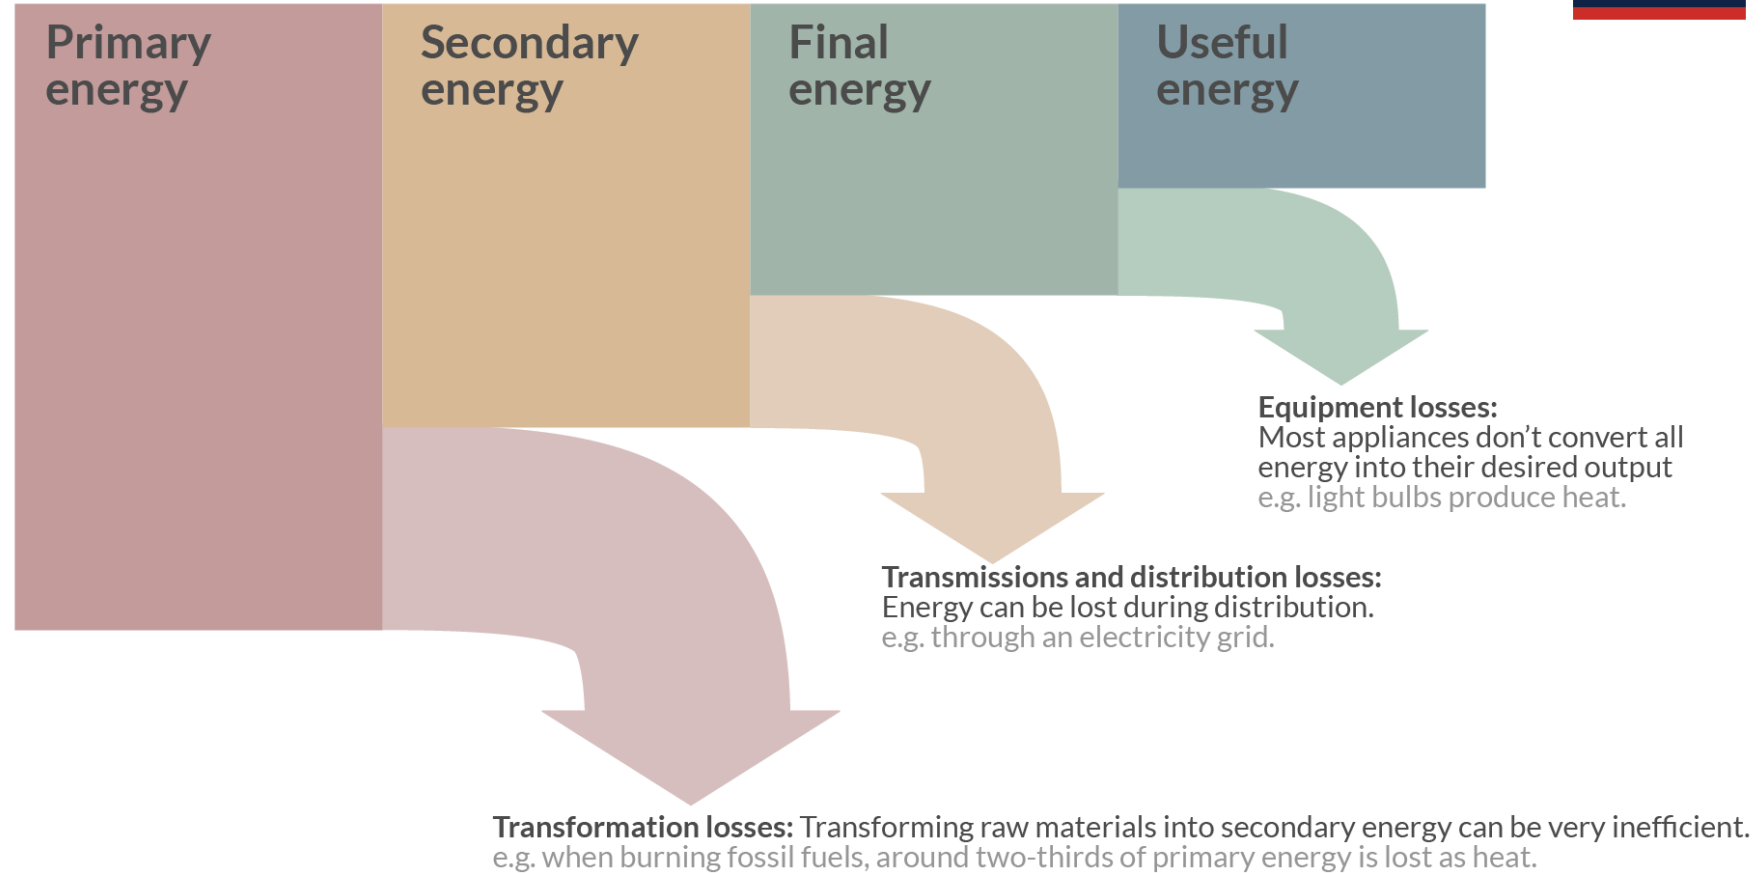 Primary
energy
Secondary
energy
Final
energy
Useful
energy
Equipment losses:
Most appliances don’t convert all
energy into their desired output
e.g. light bulbs produce heat.
Transmissions and distribution losses:
Energy can be lost during distribution.
e.g. through an electricity grid.
Transformation losses: Transforming raw materials into secondary energy can be very inefficient.
e.g. when burning fossil fuels, around two-thirds of primary energy is lost as heat.